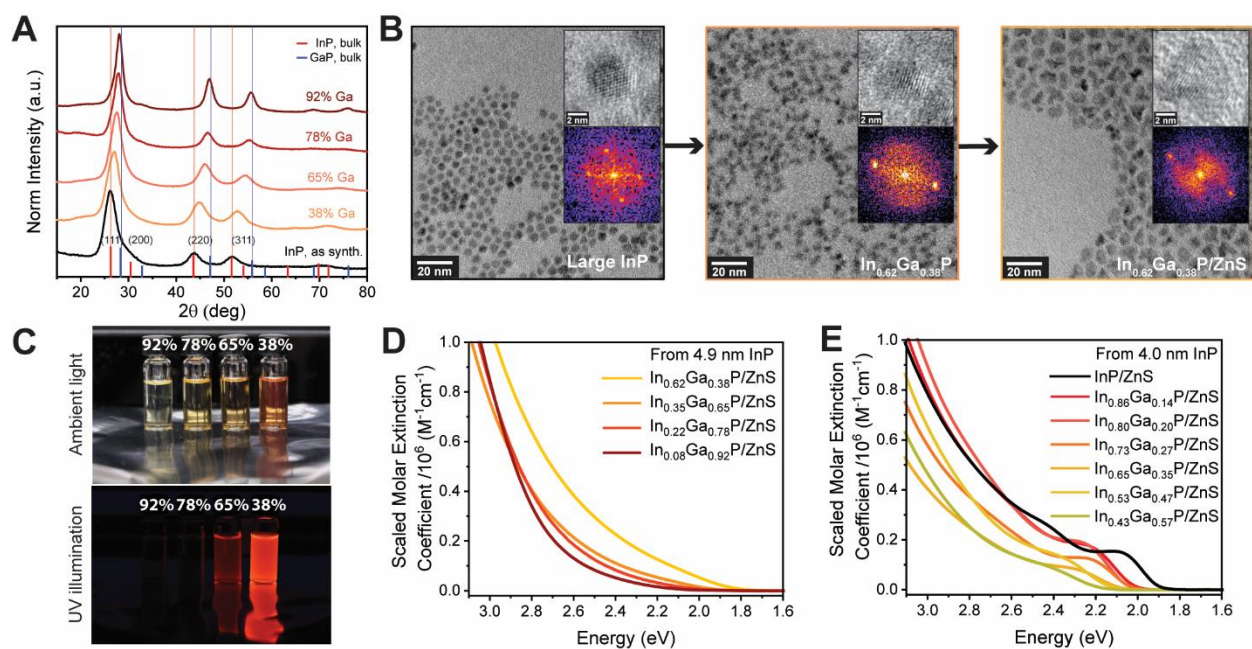 A
Norm Intensity (a.u.)
InP, bulk
GaP, bulk
92% Ga
78% Ga
65% Ga
38% Ga
InP, as synth.
(111)
(200)
(220)
(311)
20 30 40 50 60 70 80
2θ (deg)
B
2 nm
20 nm
Large InP
2 nm
20 nm
In0.62Ga0.38P
2 nm
20 nm
In0.62Ga0.38P/ZnS
C
Ambient light
92% 78% 65% 38%
UV illumination
92% 78% 65% 38%
D
Scaled Molar Extinction
Coefficient /10⁶ (M⁻¹cm⁻¹)
1.0
0.8
0.6
0.4
0.2
0.0
From 4.9 nm InP
In0.62Ga0.38P/ZnS
In0.35Ga0.65P/ZnS
In0.22Ga0.78P/ZnS
In0.08Ga0.92P/ZnS
3.0 2.8 2.6 2.4 2.2 2.0 1.8 1.6
Energy (eV)
E
Scaled Molar Extinction
Coefficient /10⁶ (M⁻¹cm⁻¹)
1.0
0.8
0.6
0.4
0.2
0.0
From 4.0 nm InP
InP/ZnS
In0.86Ga0.14P/ZnS
In0.80Ga0.20P/ZnS
In0.73Ga0.27P/ZnS
In0.65Ga0.35P/ZnS
In0.53Ga0.47P/ZnS
In0.43Ga0.57P/ZnS
3.0 2.8 2.6 2.4 2.2 2.0 1.8 1.6
Energy (eV)